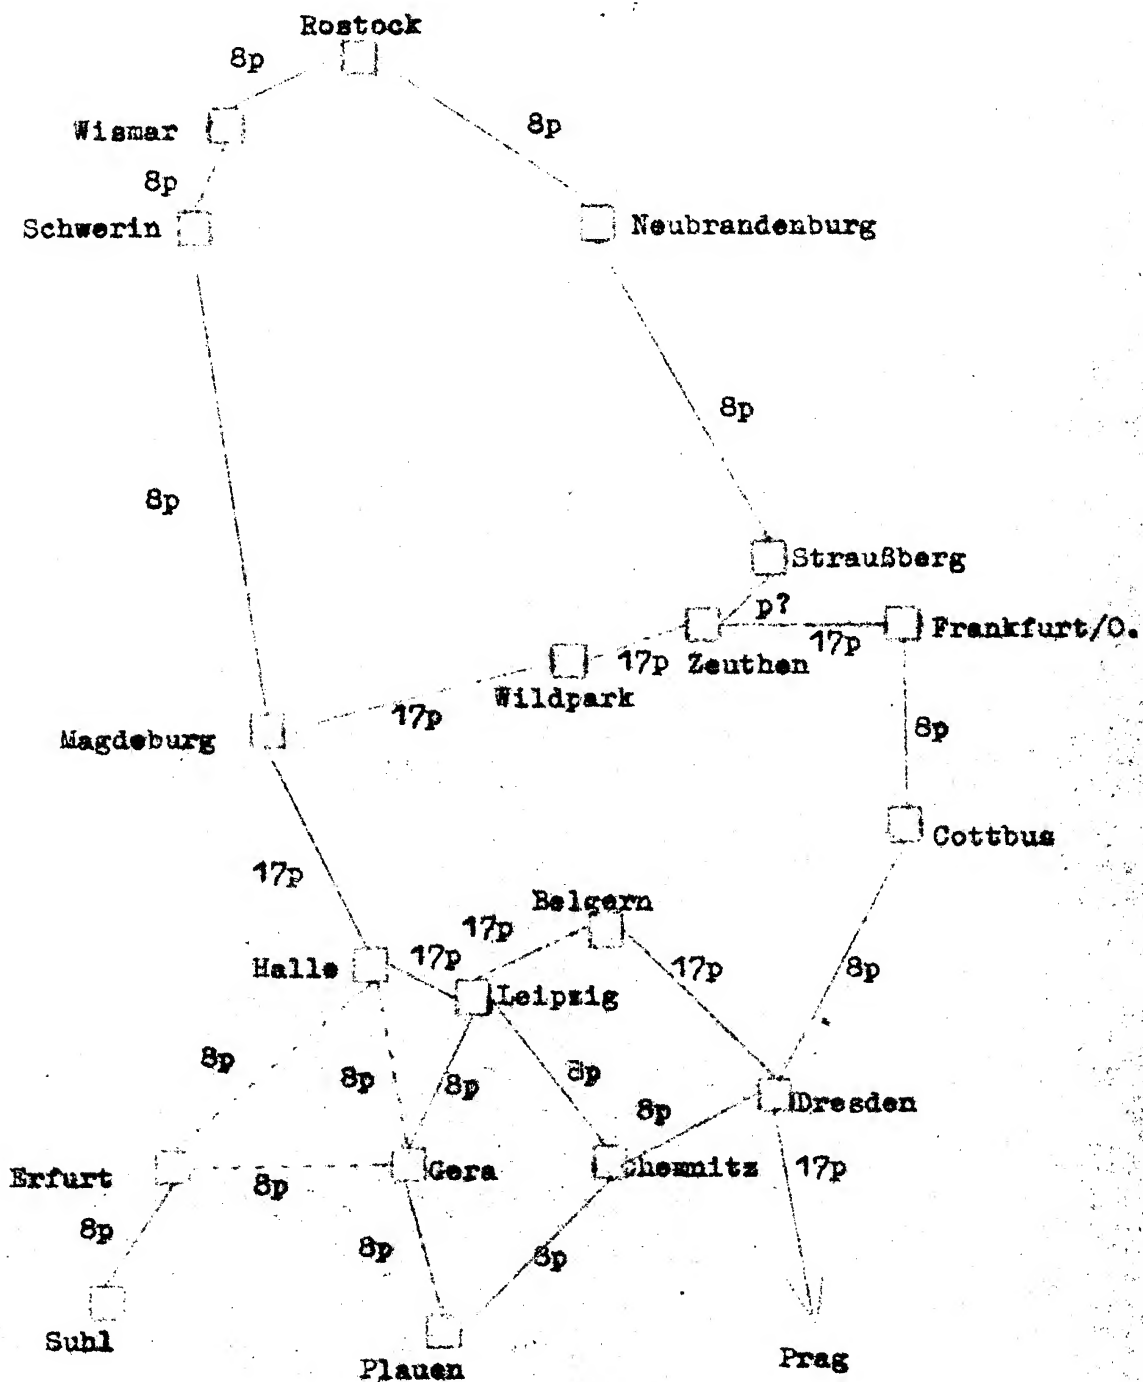 Rostock
8p
Wismar
8p
8p
Schwerin
Neubrandenburg
8p
8p
Straußberg
p?
Frankfurt/O.
17p
17p
Zeuthen
Wildpark
17p
Magdeburg
8p
Cottbus
17p
Belgern
17p
Halle
17p
17p
8p
Leipzig
8p
8p
8p
8p
8p
Dresden
Erfurt
8p
Gera
Chemnitz
17p
8p
8p
8p
Suhl
Plauen
Prag